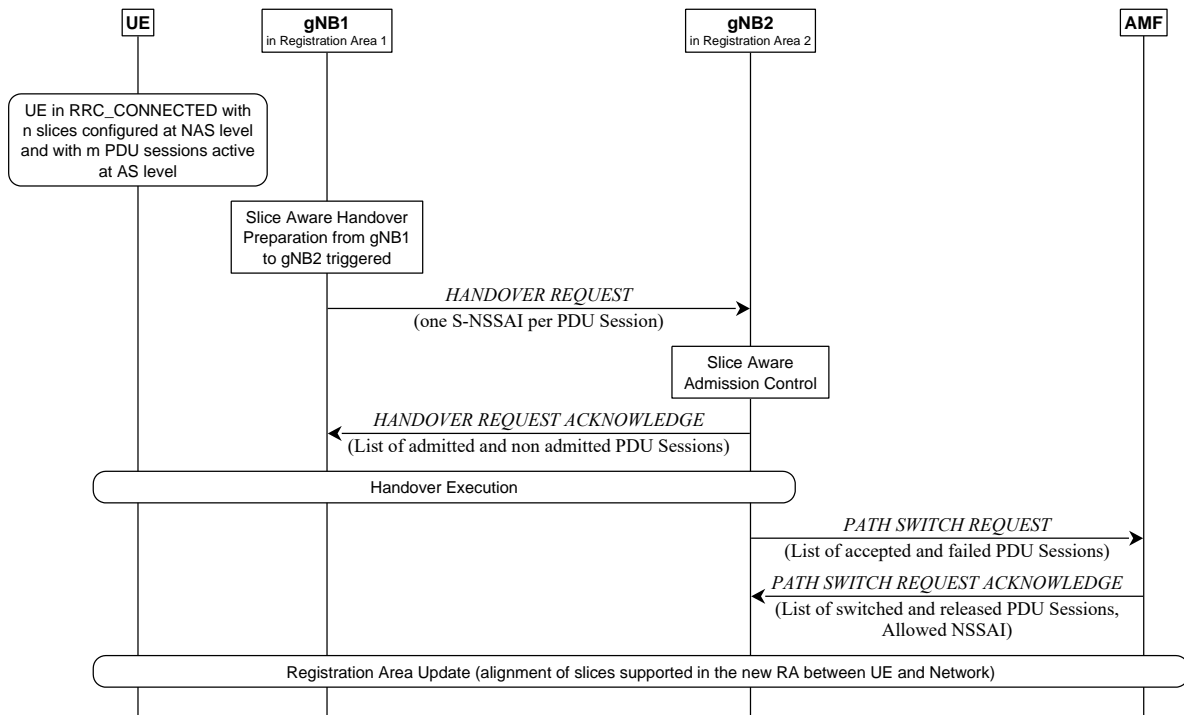 UE
gNB1
in Registration Area 1
gNB2
in Registration Area 2
AMF
UE in RRC_CONNECTED with
n slices configured at NAS level
and with m PDU sessions active
at AS level
Slice Aware Handover
Preparation from gNB1
to gNB2 triggered
HANDOVER REQUEST
(one S-NSSAI per PDU Session)
Slice Aware
Admission Control
HANDOVER REQUEST ACKNOWLEDGE
(List of admitted and non admitted PDU Sessions)
Handover Execution
PATH SWITCH REQUEST
(List of accepted and failed PDU Sessions)
PATH SWITCH REQUEST ACKNOWLEDGE
(List of switched and released PDU Sessions,
Allowed NSSAI)
Registration Area Update (alignment of slices supported in the new RA between UE and Network)